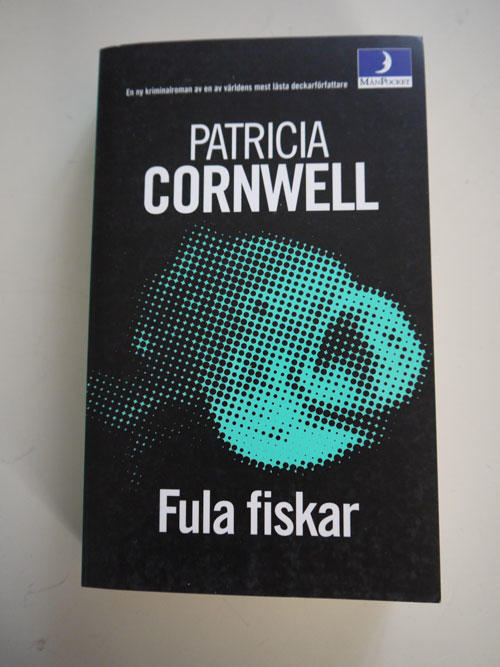 En ny kriminalroman av en av världens mest lästa deckarförfattare
MÅNPOCKET
PATRICIA
CORNWELL
Fula fiskar